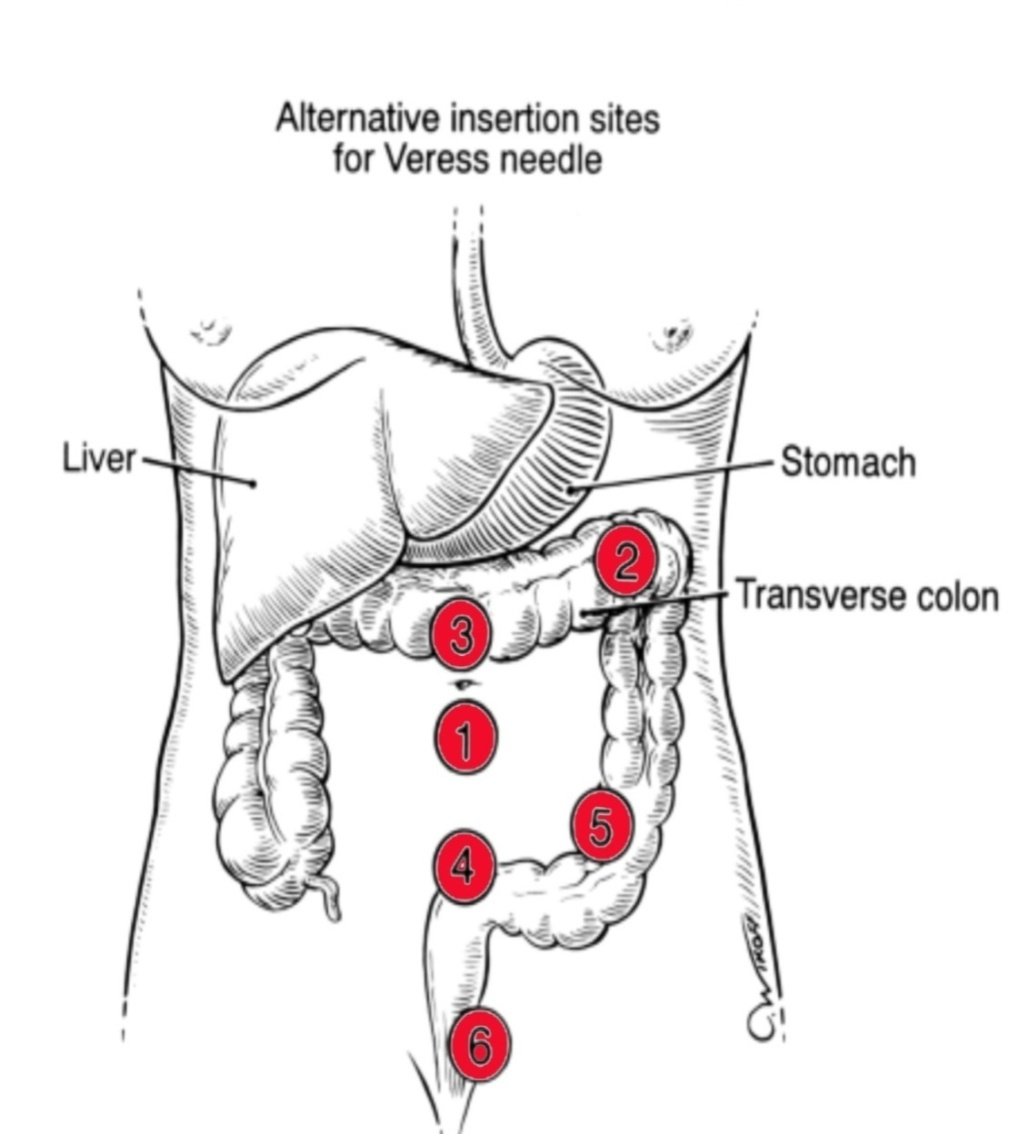 Alternative insertion sites
for Veress needle
Liver
Stomach
2
Transverse colon
3
1
5
4
6